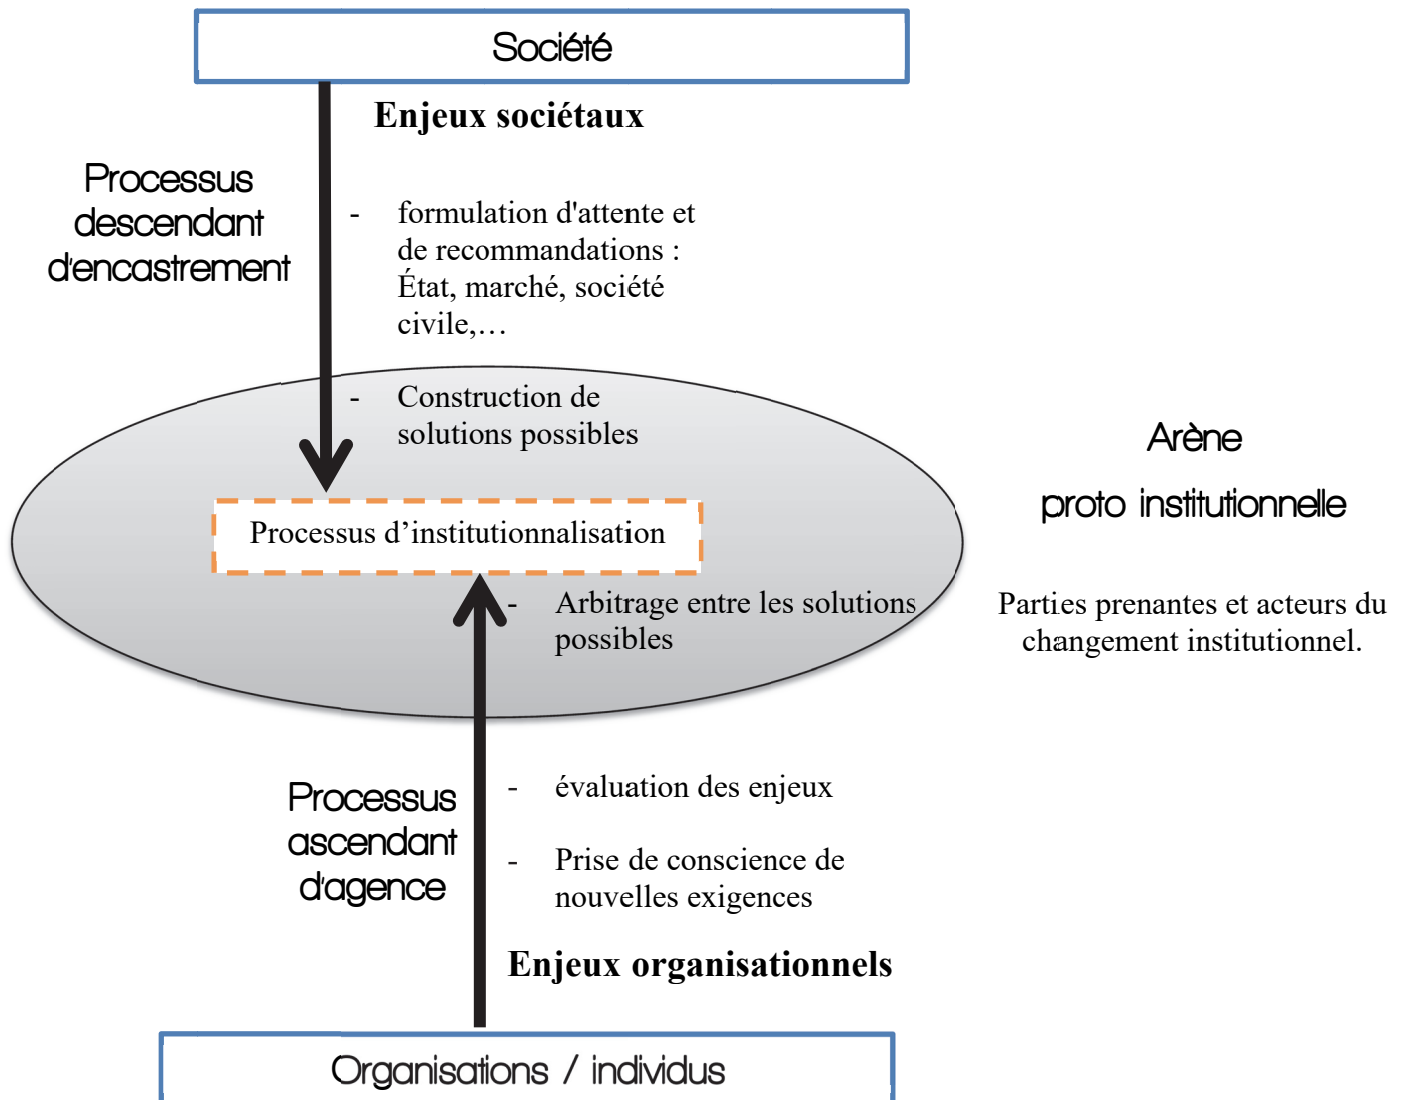 Société
Enjeux sociétaux
Processus
descendant
d'encastrement
- formulation d'attente et
de recommandations :
État, marché, société
civile,…
- Construction de
solutions possibles
Arène
proto institutionnelle
Processus d’institutionnalisation
- Arbitrage entre les solutions
possibles
Parties prenantes et acteurs du
changement institutionnel.
Processus
ascendant
d'agence
- évaluation des enjeux
- Prise de conscience de
nouvelles exigences
Enjeux organisationnels
Organisations / individus